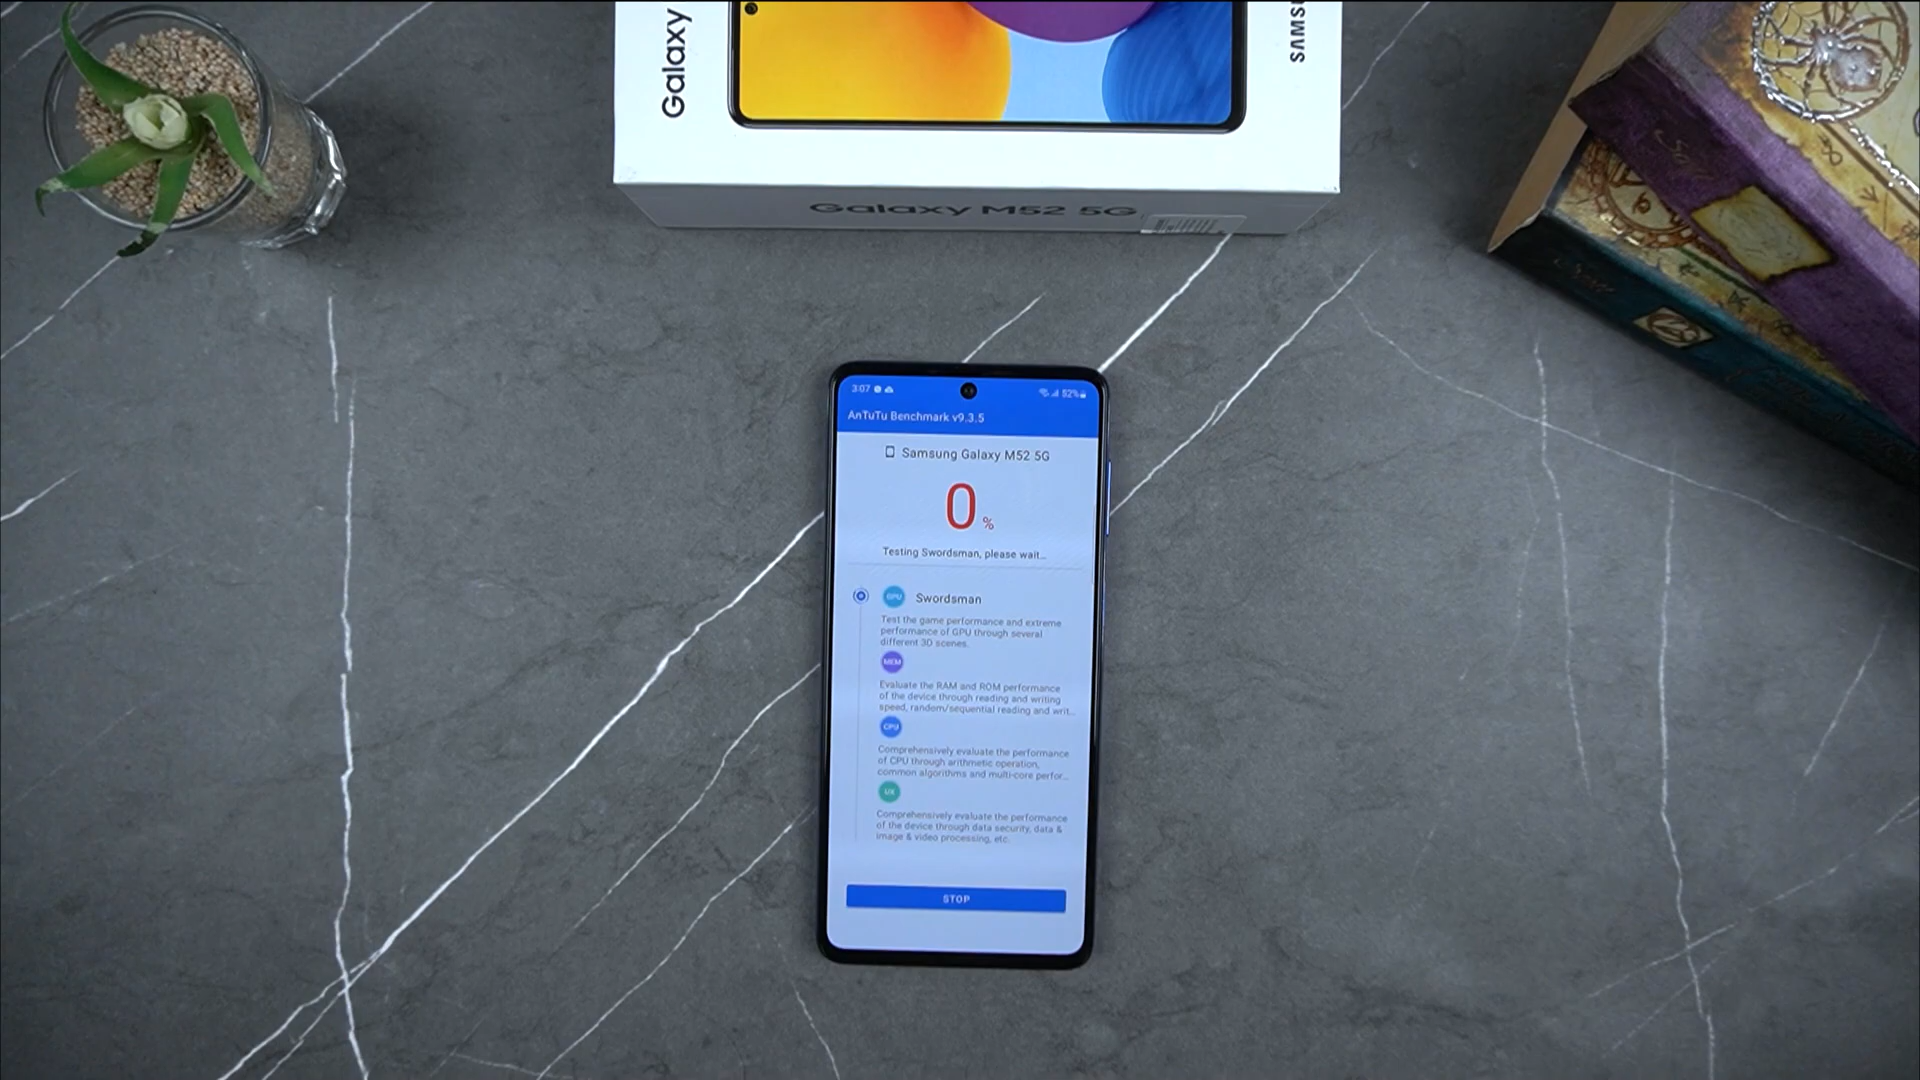 Galaxy
SAMS
Galaxy M52 5G
3:07
52%
AnTuTu Benchmark v9.3.5
Samsung Galaxy M52 5G
0 %
Testing Swordsman, please wait...
GPU Swordsman
Test the game performance and extreme
performance of GPU through several
different 3D scenes.
MEM
Evaluate the RAM and ROM performance
of the device through reading and writing
speed, random/sequential reading and writ...
CPU
Comprehensively evaluate the performance
of CPU through arithmetic operation,
common algorithms and multi-core perfor...
UX
Comprehensively evaluate the performance
of the device through data security, data &
image & video processing, etc.
STOP